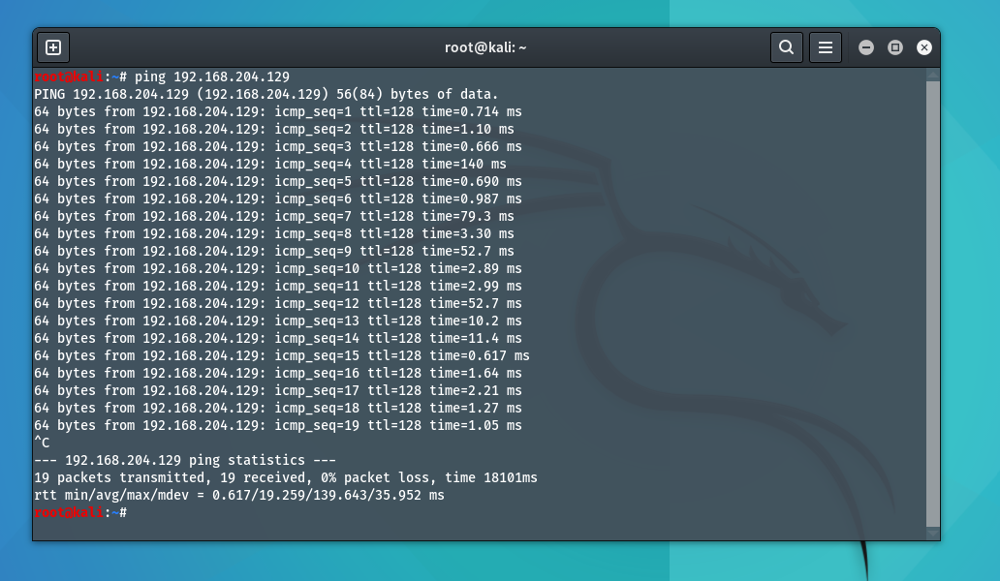 root@kali: ~
root@kali:~# ping 192.168.204.129
PING 192.168.204.129 (192.168.204.129) 56(84) bytes of data.
64 bytes from 192.168.204.129: icmp_seq=1 ttl=128 time=0.714 ms
64 bytes from 192.168.204.129: icmp_seq=2 ttl=128 time=1.10 ms
64 bytes from 192.168.204.129: icmp_seq=3 ttl=128 time=0.666 ms
64 bytes from 192.168.204.129: icmp_seq=4 ttl=128 time=140 ms
64 bytes from 192.168.204.129: icmp_seq=5 ttl=128 time=0.690 ms
64 bytes from 192.168.204.129: icmp_seq=6 ttl=128 time=0.987 ms
64 bytes from 192.168.204.129: icmp_seq=7 ttl=128 time=79.3 ms
64 bytes from 192.168.204.129: icmp_seq=8 ttl=128 time=3.30 ms
64 bytes from 192.168.204.129: icmp_seq=9 ttl=128 time=52.7 ms
64 bytes from 192.168.204.129: icmp_seq=10 ttl=128 time=2.89 ms
64 bytes from 192.168.204.129: icmp_seq=11 ttl=128 time=2.99 ms
64 bytes from 192.168.204.129: icmp_seq=12 ttl=128 time=52.7 ms
64 bytes from 192.168.204.129: icmp_seq=13 ttl=128 time=10.2 ms
64 bytes from 192.168.204.129: icmp_seq=14 ttl=128 time=11.4 ms
64 bytes from 192.168.204.129: icmp_seq=15 ttl=128 time=0.617 ms
64 bytes from 192.168.204.129: icmp_seq=16 ttl=128 time=1.64 ms
64 bytes from 192.168.204.129: icmp_seq=17 ttl=128 time=2.21 ms
64 bytes from 192.168.204.129: icmp_seq=18 ttl=128 time=1.27 ms
64 bytes from 192.168.204.129: icmp_seq=19 ttl=128 time=1.05 ms
^C
--- 192.168.204.129 ping statistics ---
19 packets transmitted, 19 received, 0% packet loss, time 18101ms
rtt min/avg/max/mdev = 0.617/19.259/139.643/35.952 ms
root@kali:~#